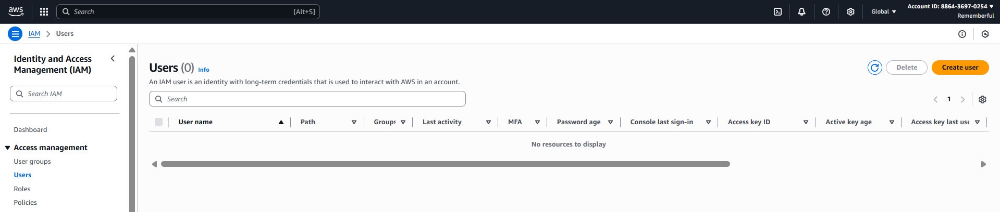 aws
Search
[Alt+S]
Global
Account ID: 8864-3697-0254
Rememberful
IAM
Users
Identity and Access
Management (IAM)
Search IAM
Dashboard
Access management
User groups
Users
Roles
Policies
Users (0) Info
Delete
Create user
An IAM user is an identity with long-term credentials that is used to interact with AWS in an account.
Search
1
User name
Path
Groups
Last activity
MFA
Password age
Console last sign-in
Access key ID
Active key age
Access key last use
No resources to display